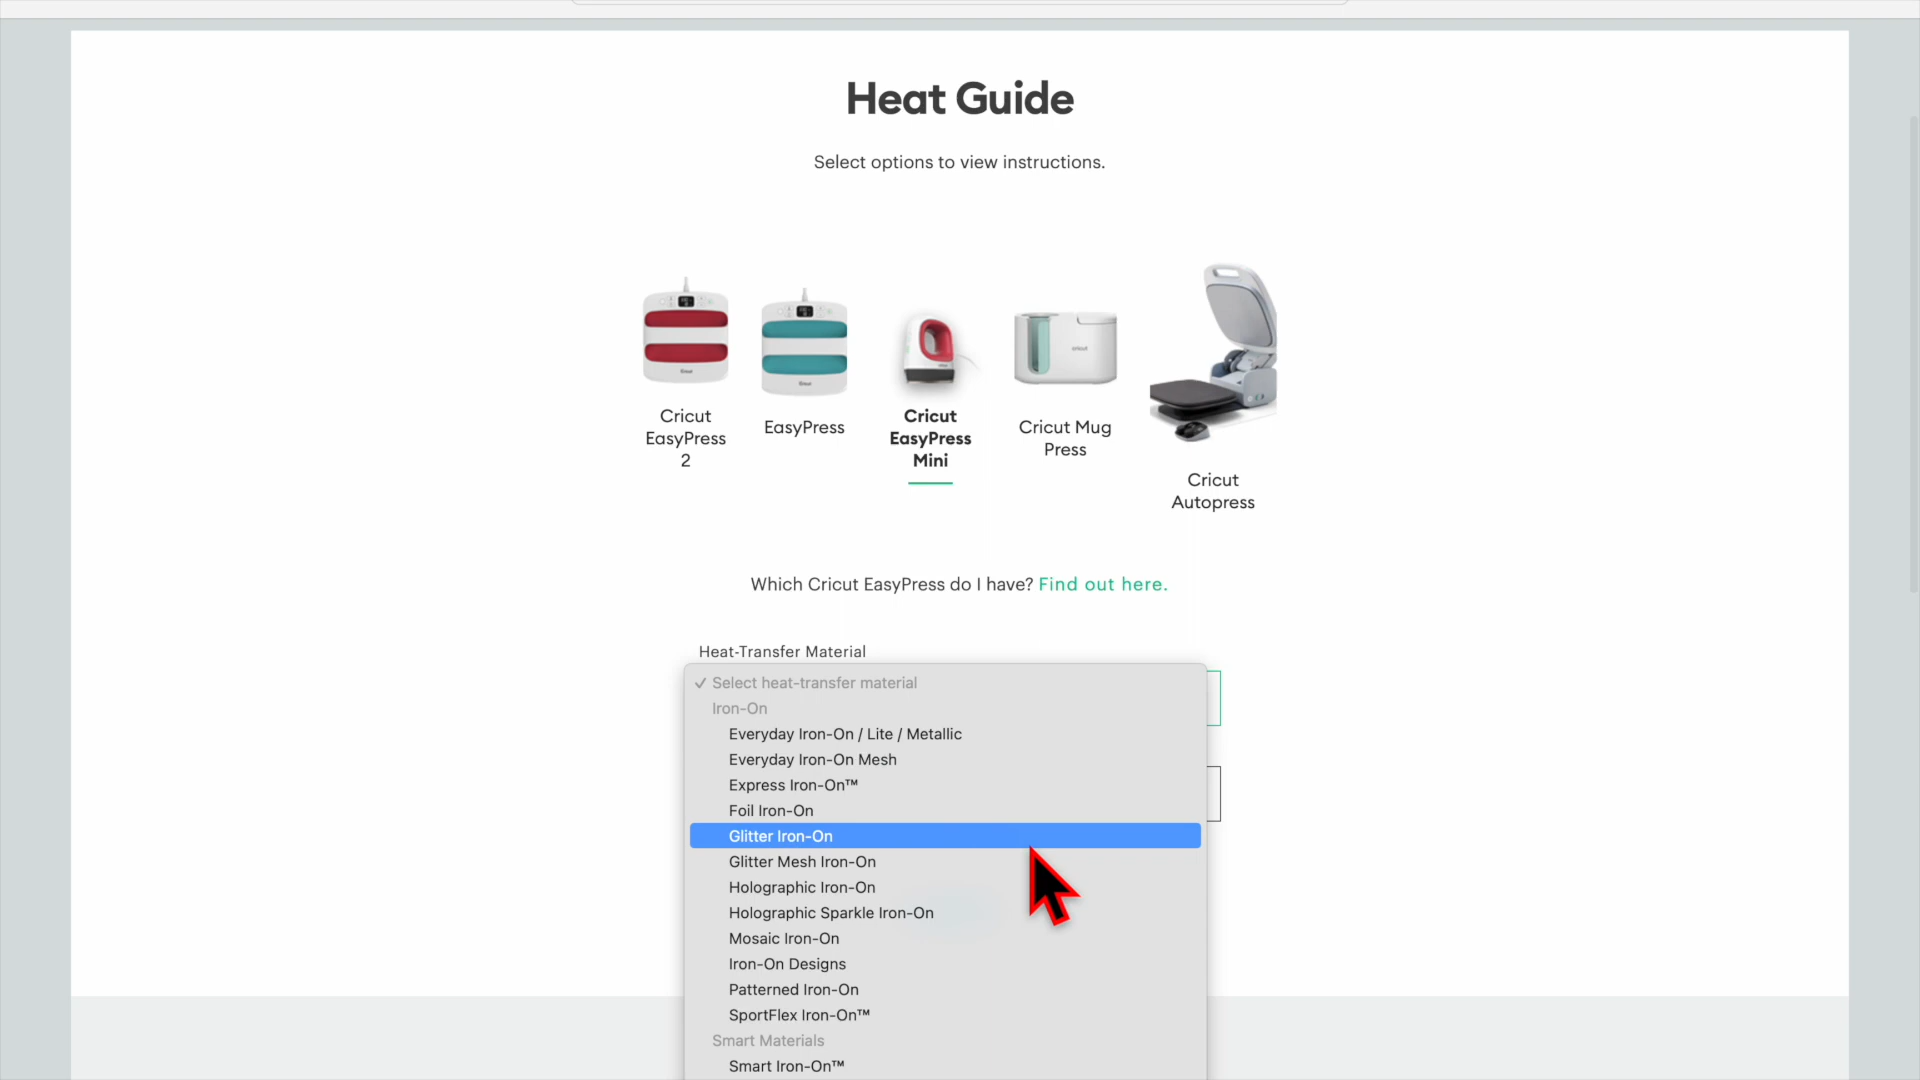 Heat Guide
Select options to view instructions.
Cricut
EasyPress
2
EasyPress
Cricut
EasyPress
Mini
Cricut Mug
Press
Cricut
Autopress
Which Cricut EasyPress do I have? Find out here.
Heat-Transfer Material
✓ Select heat-transfer material
Iron-On
Everyday Iron-On / Lite / Metallic
Everyday Iron-On Mesh
Express Iron-On™
Foil Iron-On
Glitter Iron-On
Glitter Mesh Iron-On
Holographic Iron-On
Holographic Sparkle Iron-On
Mosaic Iron-On
Iron-On Designs
Patterned Iron-On
SportFlex Iron-On™
Smart Materials
Smart Iron-On™